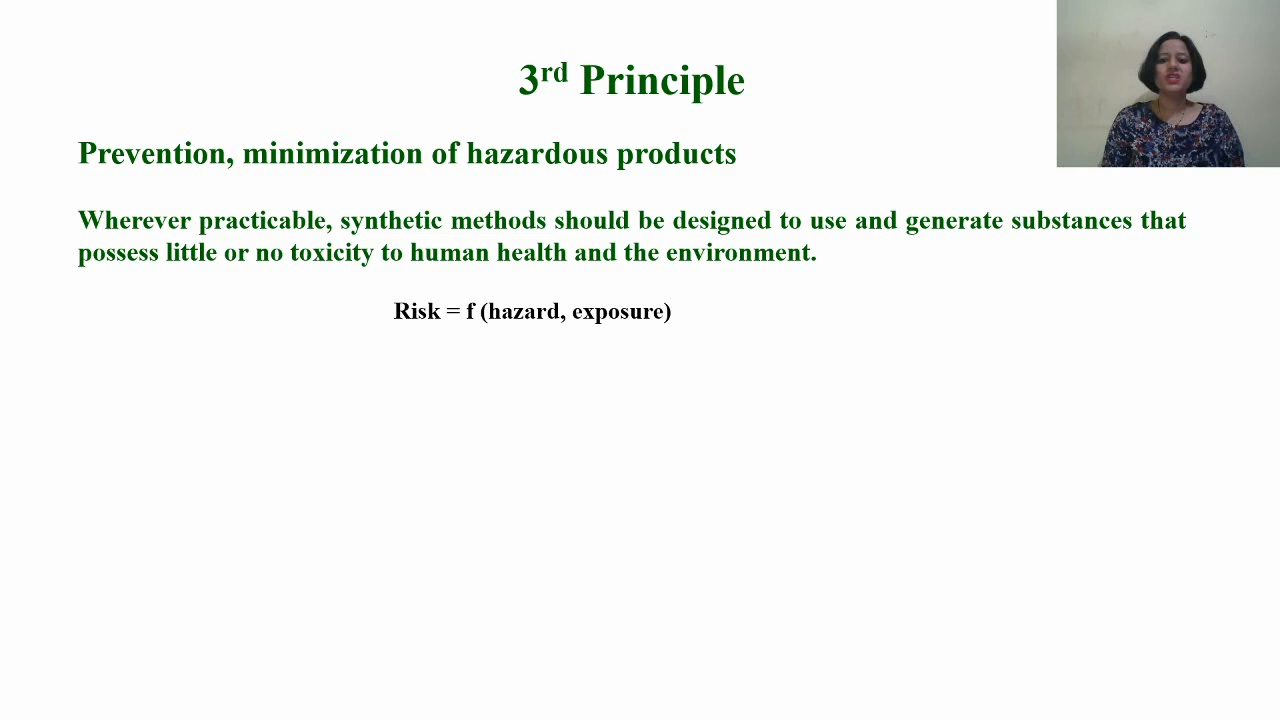 3rd Principle
Prevention, minimization of hazardous products
Wherever practicable, synthetic methods should be designed to use and generate substances that
possess little or no toxicity to human health and the environment.
Risk = f (hazard, exposure)